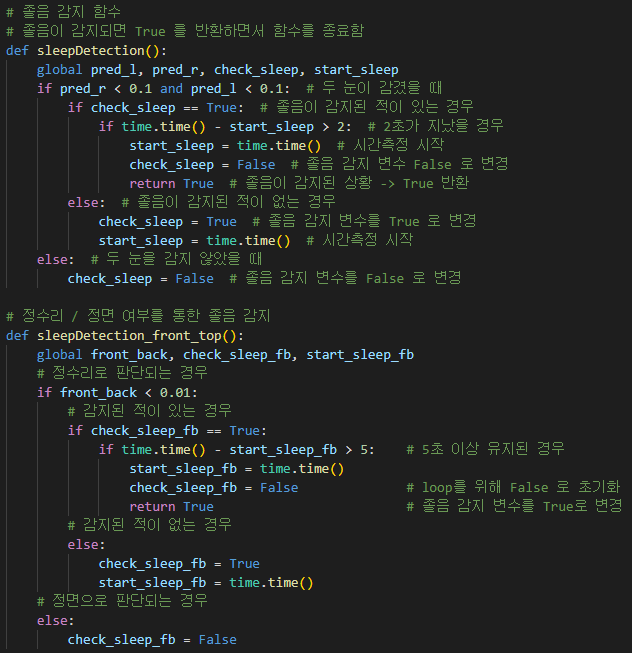 # 졸음 감지 함수
# 졸음이 감지되면 True 를 반환하면서 함수를 종료함
def sleepDetection():
    global pred_l, pred_r, check_sleep, start_sleep
    if pred_r < 0.1 and pred_l < 0.1:  # 두 눈이 감겼을 때
        if check_sleep == True:  # 졸음이 감지된 적이 있는 경우
            if time.time() - start_sleep > 2:  # 2초가 지났을 경우
                start_sleep = time.time()  # 시간측정 시작
                check_sleep = False  # 졸음 감지 변수 False 로 변경
                return True  # 졸음이 감지된 상황 -> True 반환
        else:  # 졸음이 감지된 적이 없는 경우
            check_sleep = True  # 졸음 감지 변수를 True 로 변경
            start_sleep = time.time()  # 시간측정 시작
    else:  # 두 눈을 감지 않았을 때
        check_sleep = False  # 졸음 감지 변수를 False 로 변경

# 정수리 / 정면 여부를 통한 졸음 감지
def sleepDetection_front_top():
    global front_back, check_sleep_fb, start_sleep_fb
    # 정수리로 판단되는 경우
    if front_back < 0.01:
        # 감지된 적이 있는 경우
        if check_sleep_fb == True:
            if time.time() - start_sleep_fb > 5:    # 5초 이상 유지된 경우
                start_sleep_fb = time.time()
                check_sleep_fb = False              # loop를 위해 False 로 초기화
                return True                         # 졸음 감지 변수를 True로 변경
        # 감지된 적이 없는 경우
        else:
            check_sleep_fb = True
            start_sleep_fb = time.time()
    # 정면으로 판단되는 경우
    else:
        check_sleep_fb = False